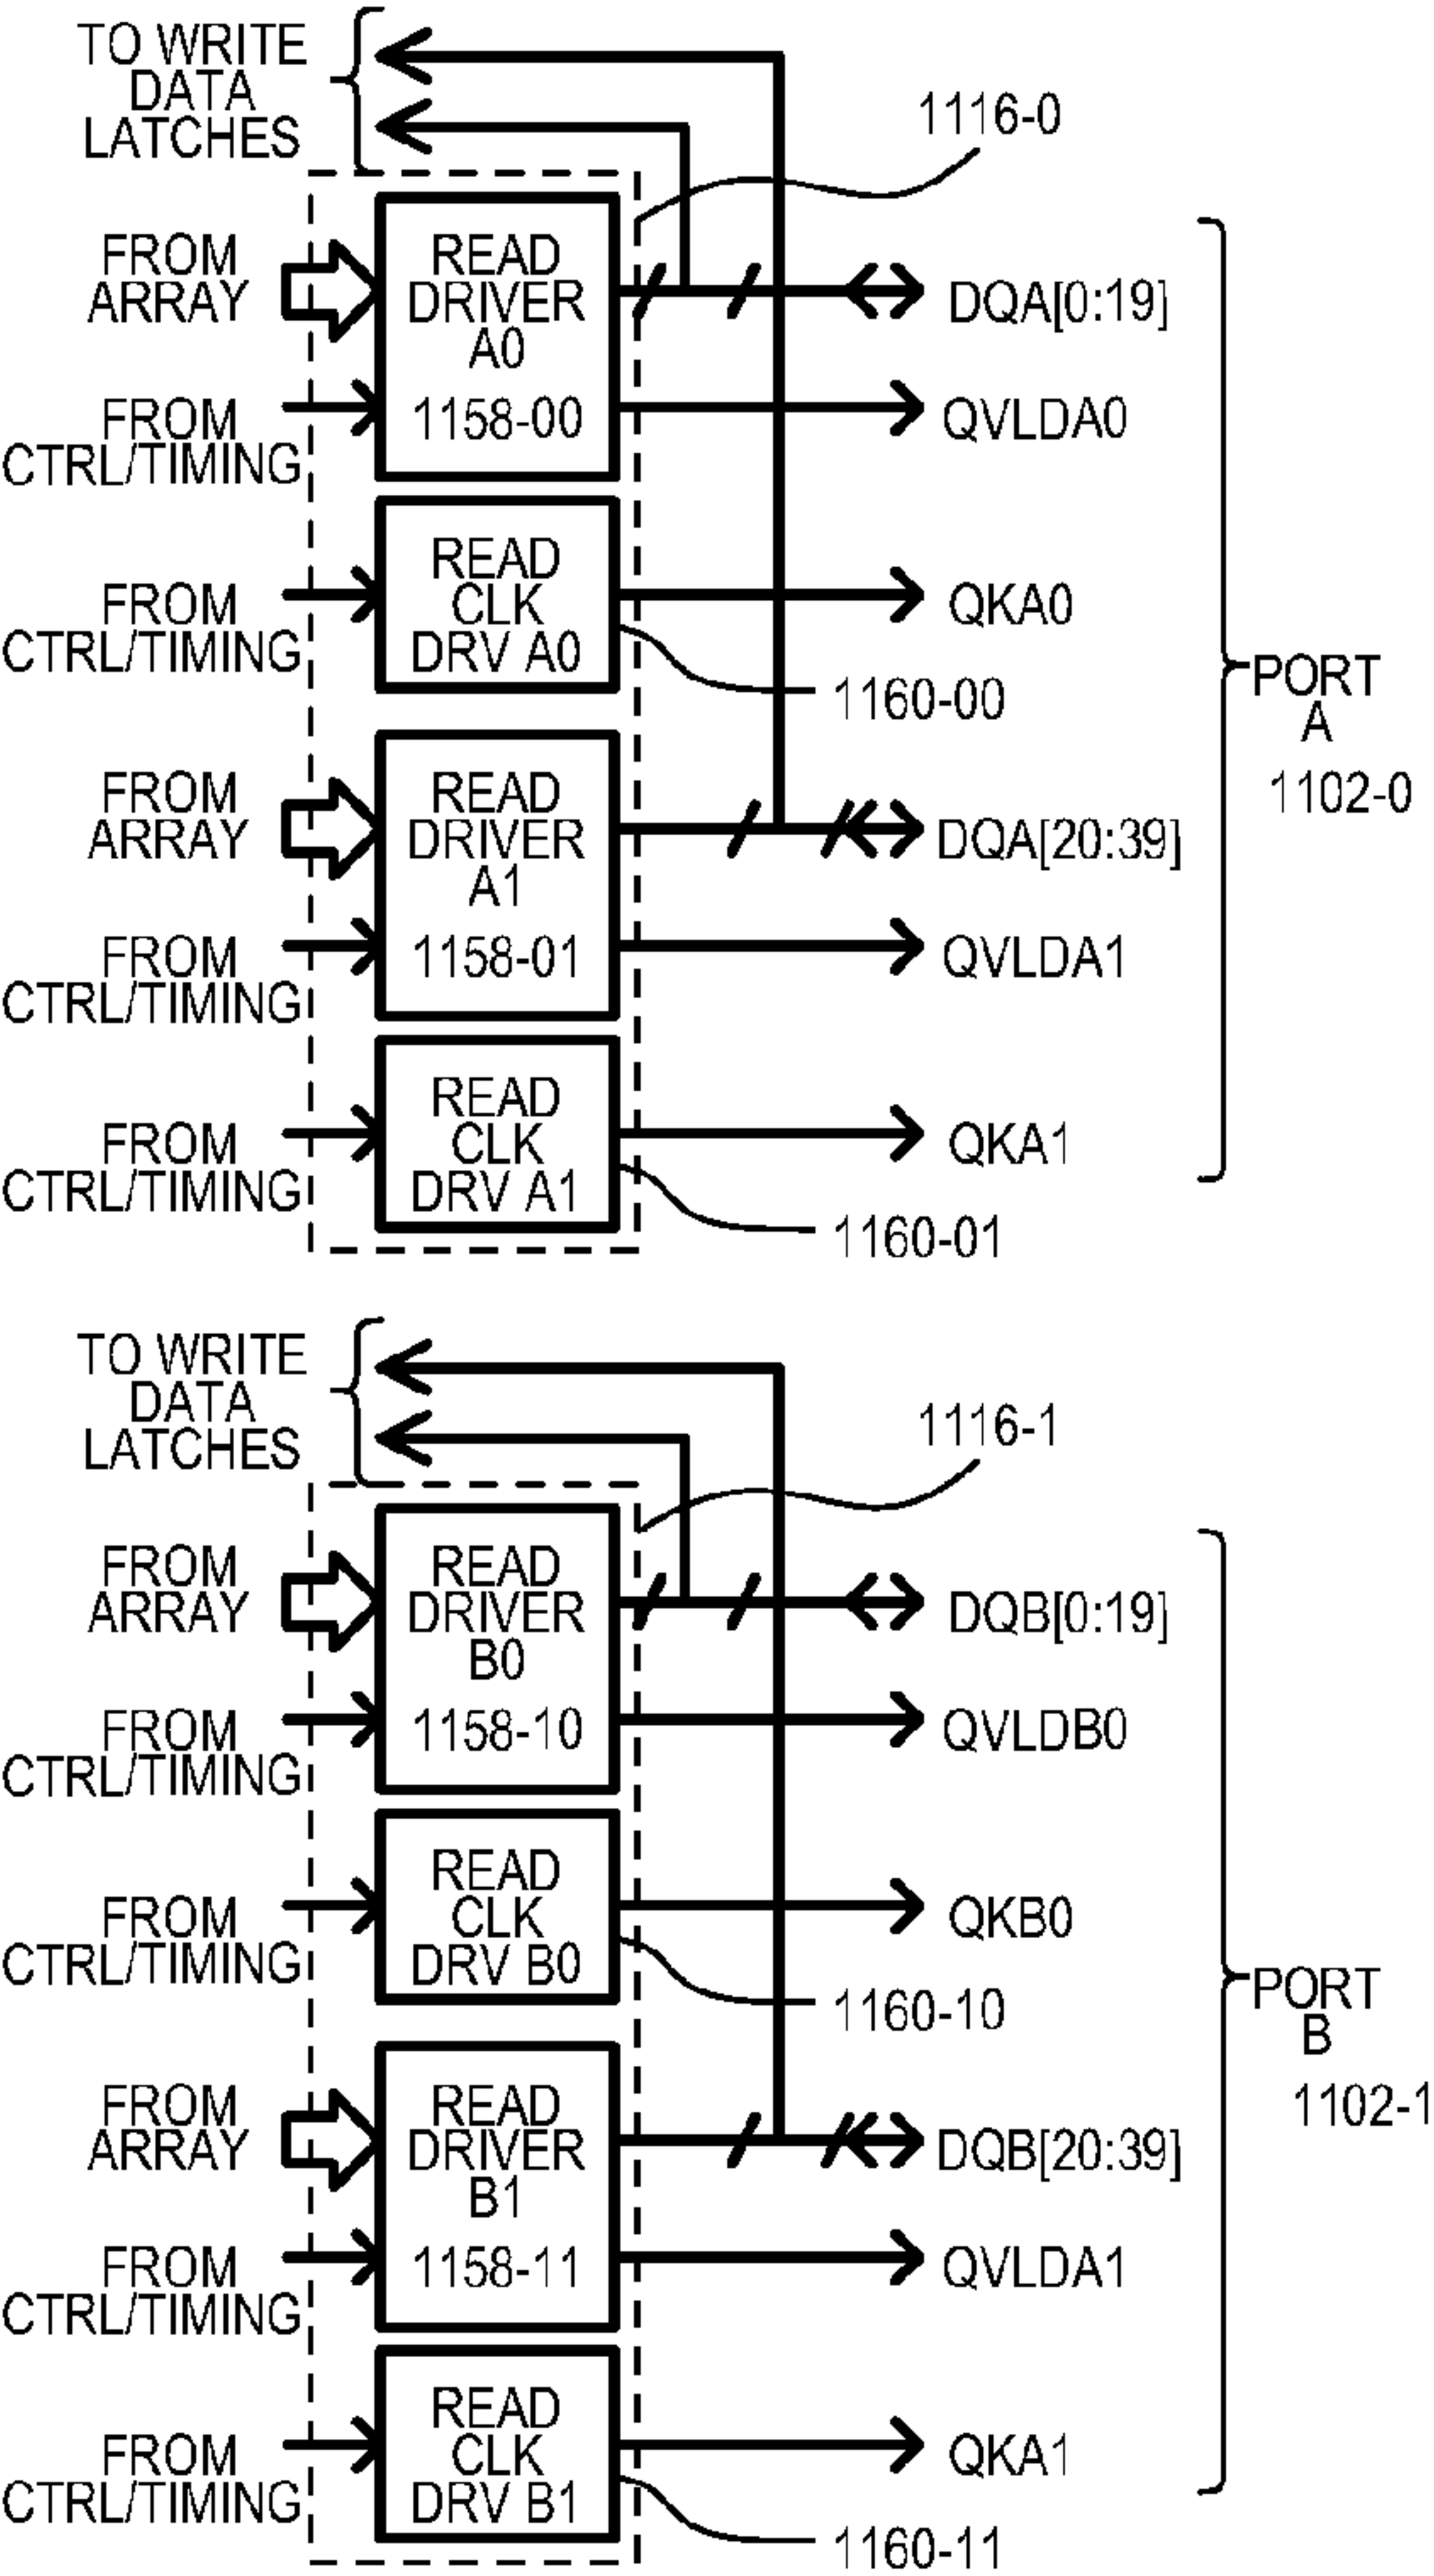 TO WRITE
DATA
LATCHES
1116-0
FROM
ARRAY
READ
DRIVER
A0
1158-00
DQA[0:19]
FROM
CTRL/TIMING
QVLDA0
FROM
CTRL/TIMING
READ
CLK
DRV A0
QKA0
1160-00
PORT
A
1102-0
FROM
ARRAY
READ
DRIVER
A1
1158-01
DQA[20:39]
FROM
CTRL/TIMING
QVLDA1
FROM
CTRL/TIMING
READ
CLK
DRV A1
QKA1
1160-01
TO WRITE
DATA
LATCHES
1116-1
FROM
ARRAY
READ
DRIVER
B0
1158-10
DQB[0:19]
FROM
CTRL/TIMING
QVLDB0
FROM
CTRL/TIMING
READ
CLK
DRV B0
QKB0
1160-10
PORT
B
1102-1
FROM
ARRAY
READ
DRIVER
B1
1158-11
DQB[20:39]
FROM
CTRL/TIMING
QVLDA1
FROM
CTRL/TIMING
READ
CLK
DRV B1
QKA1
1160-11